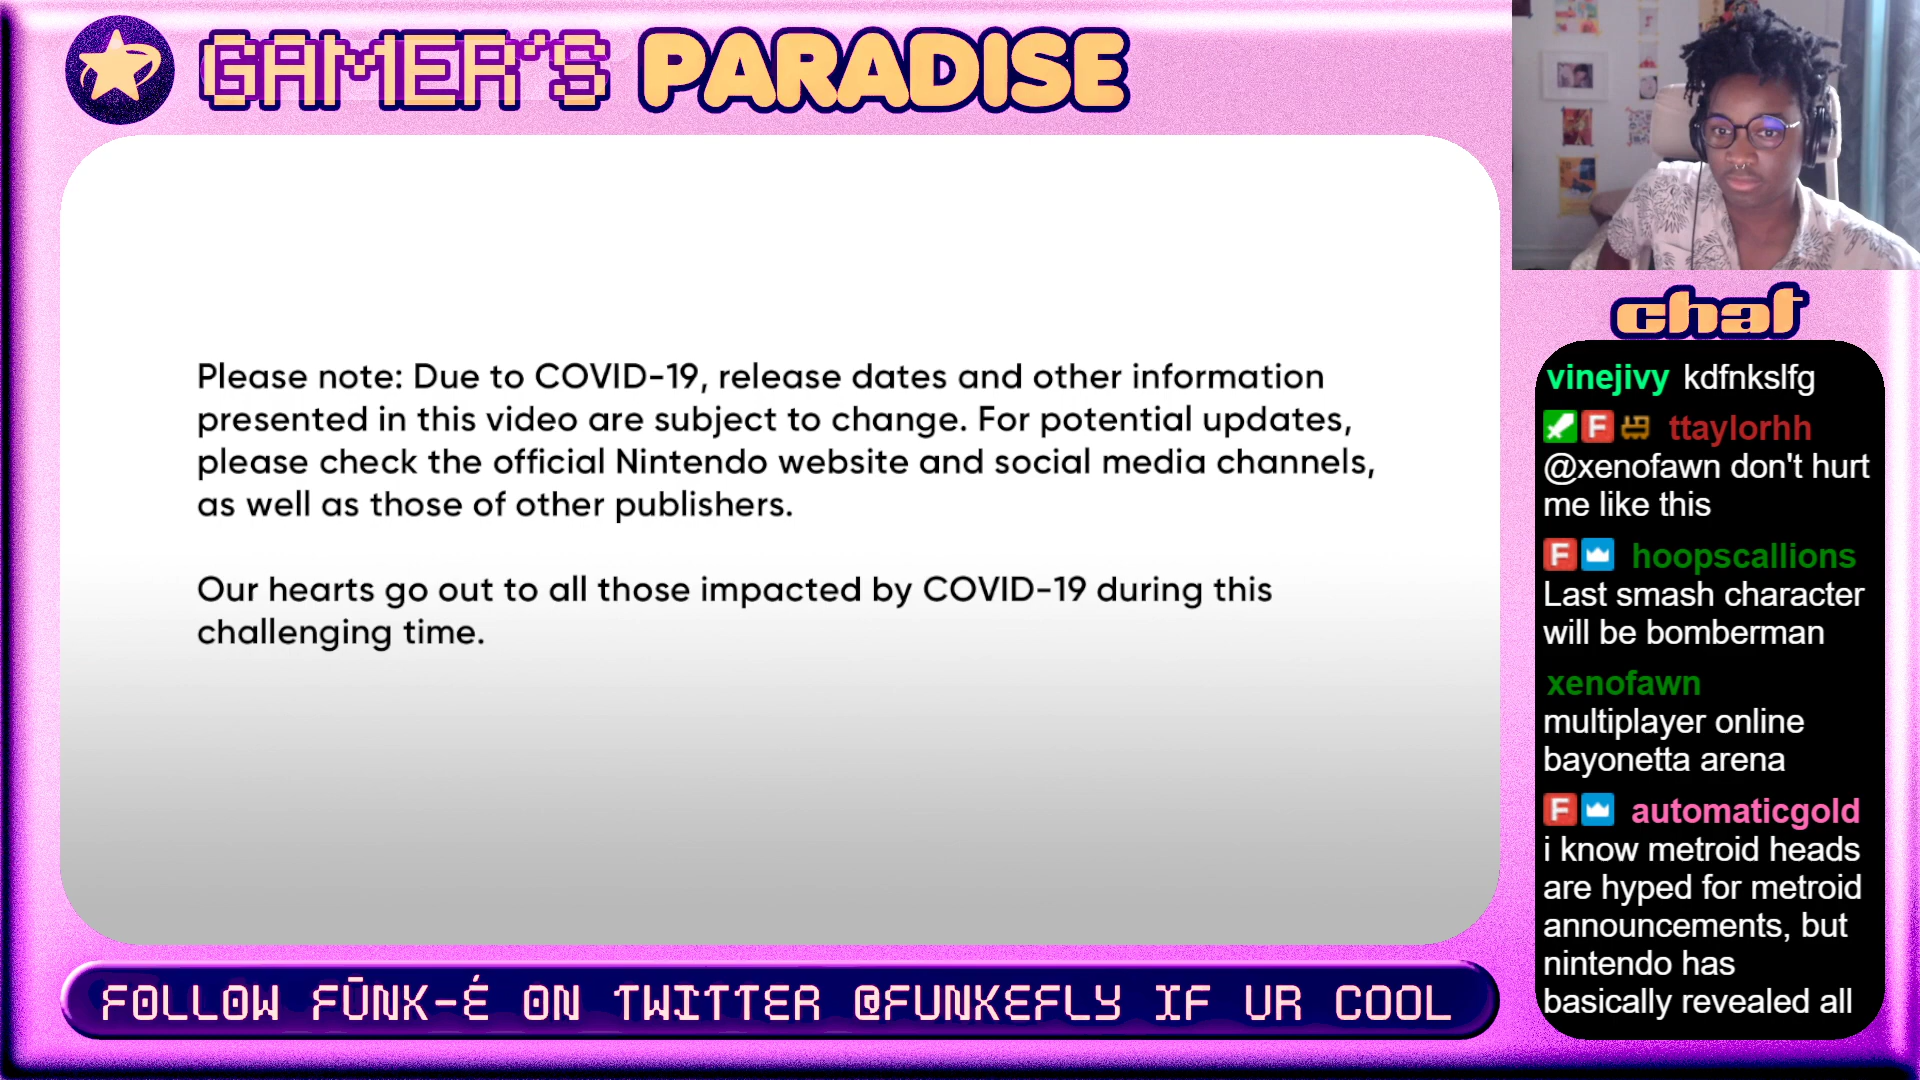 GAMER'S PARADISE
Please note: Due to COVID-19, release dates and other information
presented in this video are subject to change. For potential updates,
please check the official Nintendo website and social media channels,
as well as those of other publishers.
Our hearts go out to all those impacted by COVID-19 during this
challenging time.
FOLLOW FŪNK-É ON TWITTER @FUNKEFLY IF UR COOL
chat
vinejivy kdfnkslfg
F ttaylorhh
@xenofawn don't hurt
me like this
F hoopscallions
Last smash character
will be bomberman
xenofawn
multiplayer online
bayonetta arena
F automaticgold
i know metroid heads
are hyped for metroid
announcements, but
nintendo has
basically revealed all